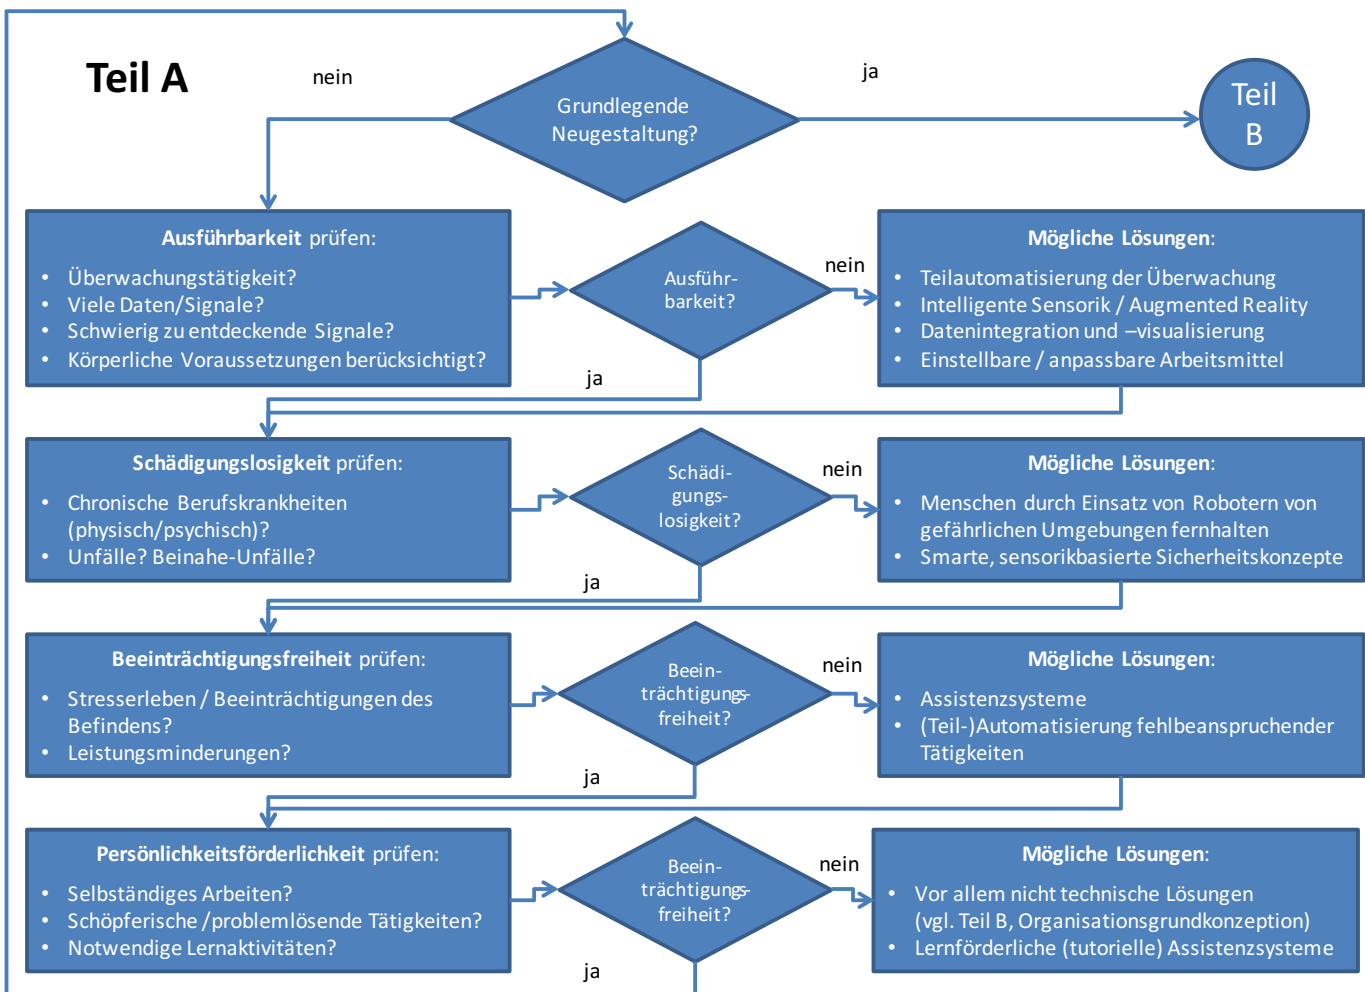 Teil A
nein
ja
Grundlegende
Neugestaltung?
Teil
B
Ausführbarkeit prüfen:
• Überwachungstätigkeit?
• Viele Daten/Signale?
• Schwierig zu entdeckende Signale?
• Körperliche Voraussetzungen berücksichtigt?
Ausführ-
barkeit?
nein
ja
Mögliche Lösungen:
• Teilautomatisierung der Überwachung
• Intelligente Sensorik / Augmented Reality
• Datenintegration und –visualisierung
• Einstellbare / anpassbare Arbeitsmittel
Schädigungslosigkeit prüfen:
• Chronische Berufskrankheiten
(physisch/psychisch)?
• Unfälle? Beinahe-Unfälle?
Schädi-
gungs-
losigkeit?
nein
ja
Mögliche Lösungen:
• Menschen durch Einsatz von Robotern von
gefährlichen Umgebungen fernhalten
• Smarte, sensorikbasierte Sicherheitskonzepte
Beeinträchtigungsfreiheit prüfen:
• Stresserleben / Beeinträchtigungen des
Befindens?
• Leistungsminderungen?
Beein-
trächtigungs-
freiheit?
nein
ja
Mögliche Lösungen:
• Assistenzsysteme
• (Teil-)Automatisierung fehlbeanspruchender
Tätigkeiten
Persönlichkeitsförderlichkeit prüfen:
• Selbständiges Arbeiten?
• Schöpferische /problemlösende Tätigkeiten?
• Notwendige Lernaktivitäten?
Beein-
trächtigungs-
freiheit?
nein
ja
Mögliche Lösungen:
• Vor allem nicht technische Lösungen
(vgl. Teil B, Organisationsgrundkonzeption)
• Lernförderliche (tutorielle) Assistenzsysteme